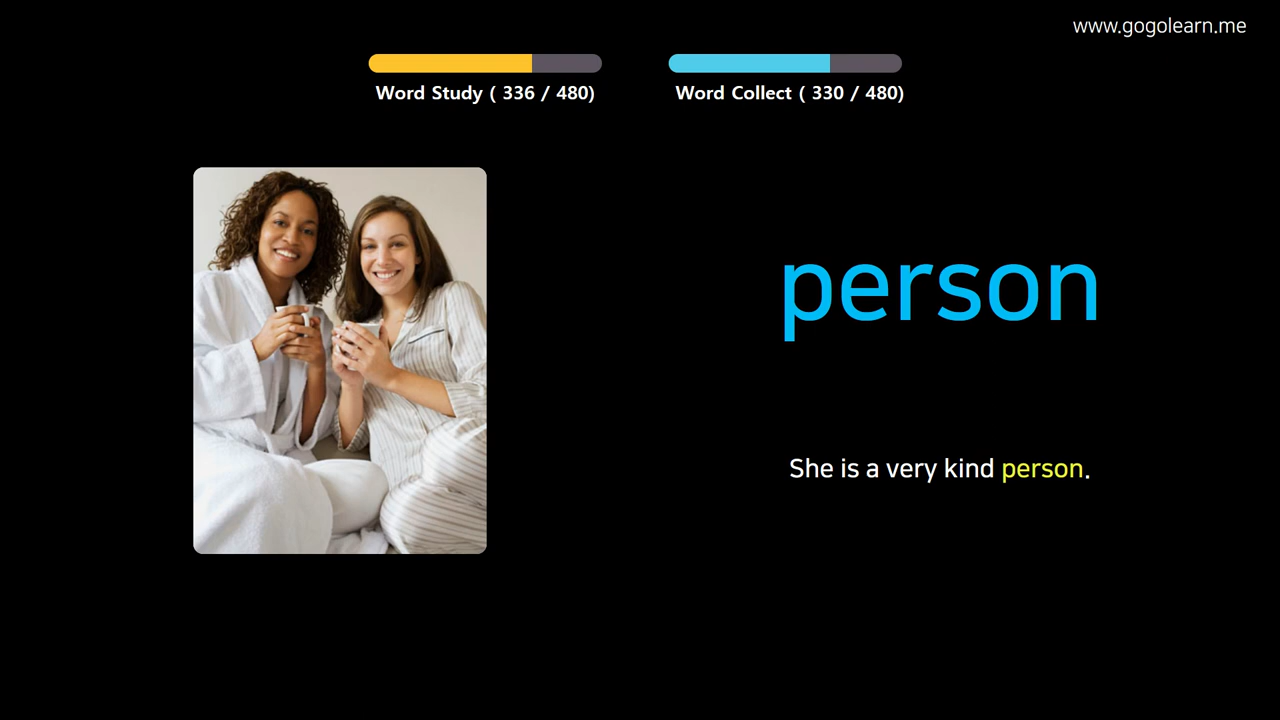 www.gogolearn.me
Word Study ( 336 / 480)
Word Collect ( 330 / 480)
person
She is a very kind person.